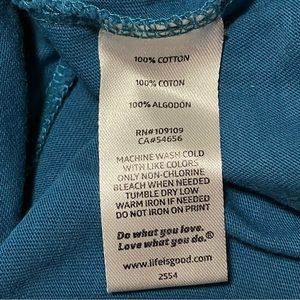 100% COTTON
100% COTON
100% ALGODÓN
RN#109109
CA#54656
MACHINE WASH COLD
WITH LIKE COLORS
ONLY NON-CHLORINE
BLEACH WHEN NEEDED
TUMBLE DRY LOW
WARM IRON IF NEEDED
DO NOT IRON ON PRINT
Do what you love.
Love what you do.®
www.lifeisgood.com
2554